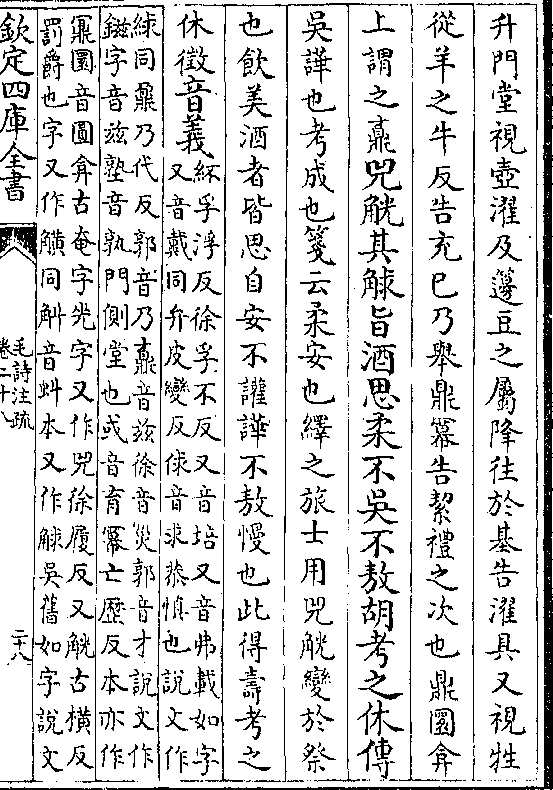 升門堂視壺濯及籩豆之屬降往於基告濯具又視牲
從羊之牛反告充已乃舉鼎冪告絜禮之次也鼎圜弇
上謂之鼒兕觥其觩旨酒思柔不吳不敖胡考之休傳
吳譁也考成也箋云柔安也繹之旅士用兕觥變於祭
也飲美酒者皆思自安不讙譁不敖慢也此得壽考之
休徵音義
紑孚浮反徐孚不反又音培又音弗載如字
又音戴同弁皮變反俅音求恭慎也說文作
絿同鼐乃代反郭音乃鼒音兹徐音災郭音才說文作
鎡字音兹塾音孰門側堂也或音育冪亡歷反本亦作
鼏圜音圓弇古奄字兕字又作兕徐履反又觥古橫反
罰爵也字又作觵同觓音虯本又作觩吳舊如字說文
欽定四庫全書
毛詩注疏
卷二十八
二十八